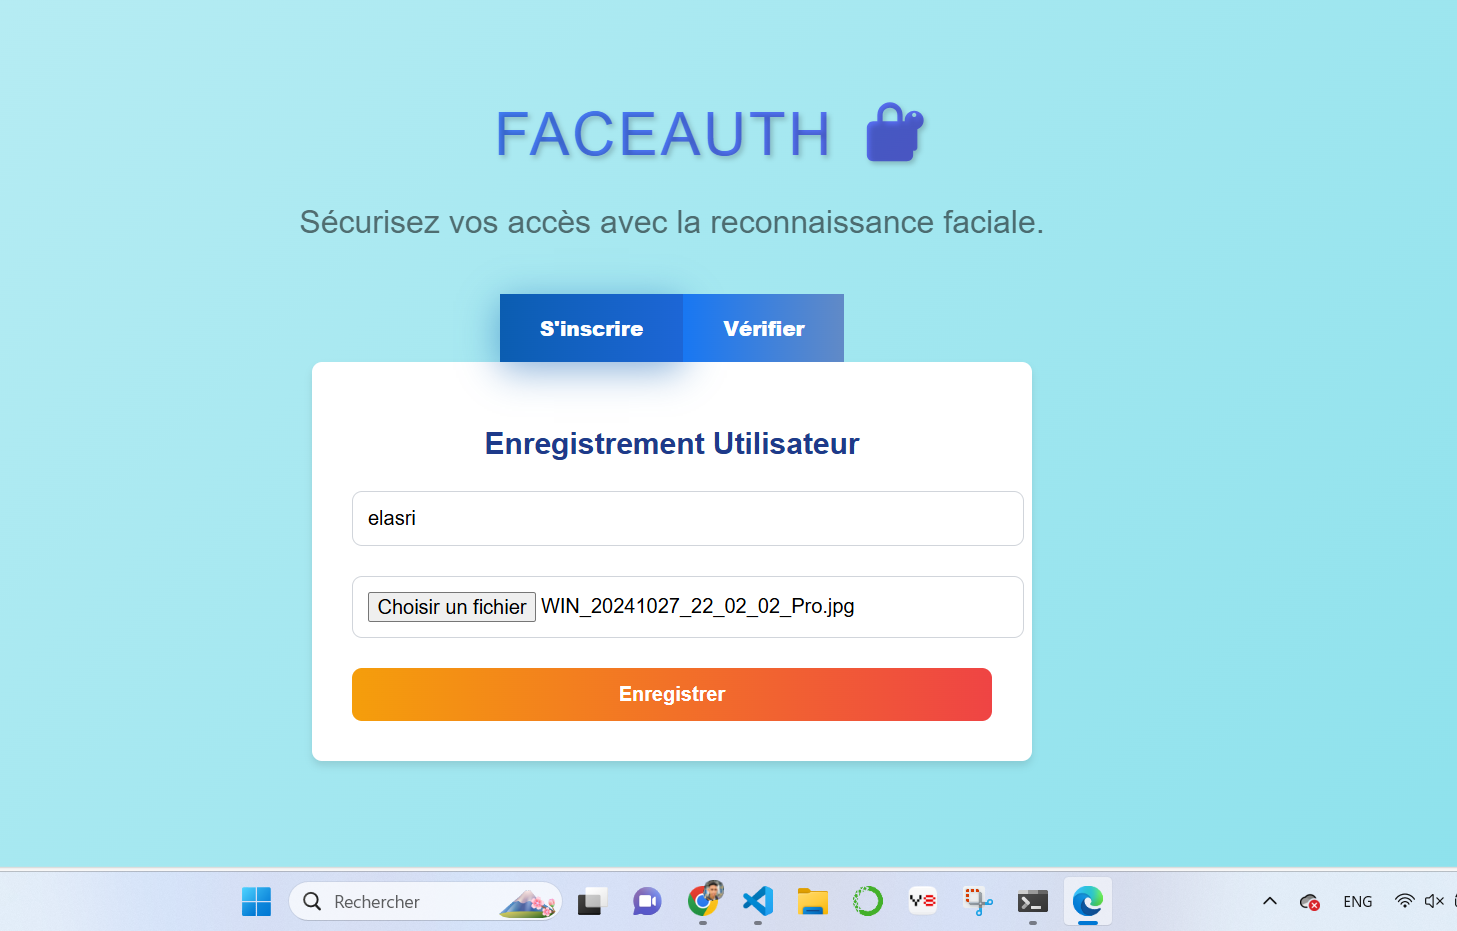 FACEAUTH
Sécurisez vos accès avec la reconnaissance faciale.
S'inscrire
Vérifier
Enregistrement Utilisateur
elasri
Choisir un fichier WIN_20241027_22_02_02_Pro.jpg
Enregistrer
Rechercher
ENG